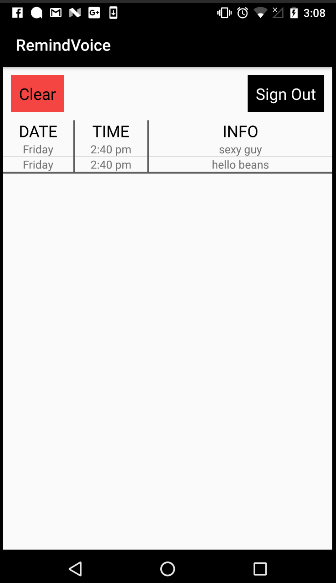 3:08
RemindVoice
Clear Sign Out
DATE TIME INFO
Friday 2:40 pm sexy guy
Friday 2:40 pm hello beans